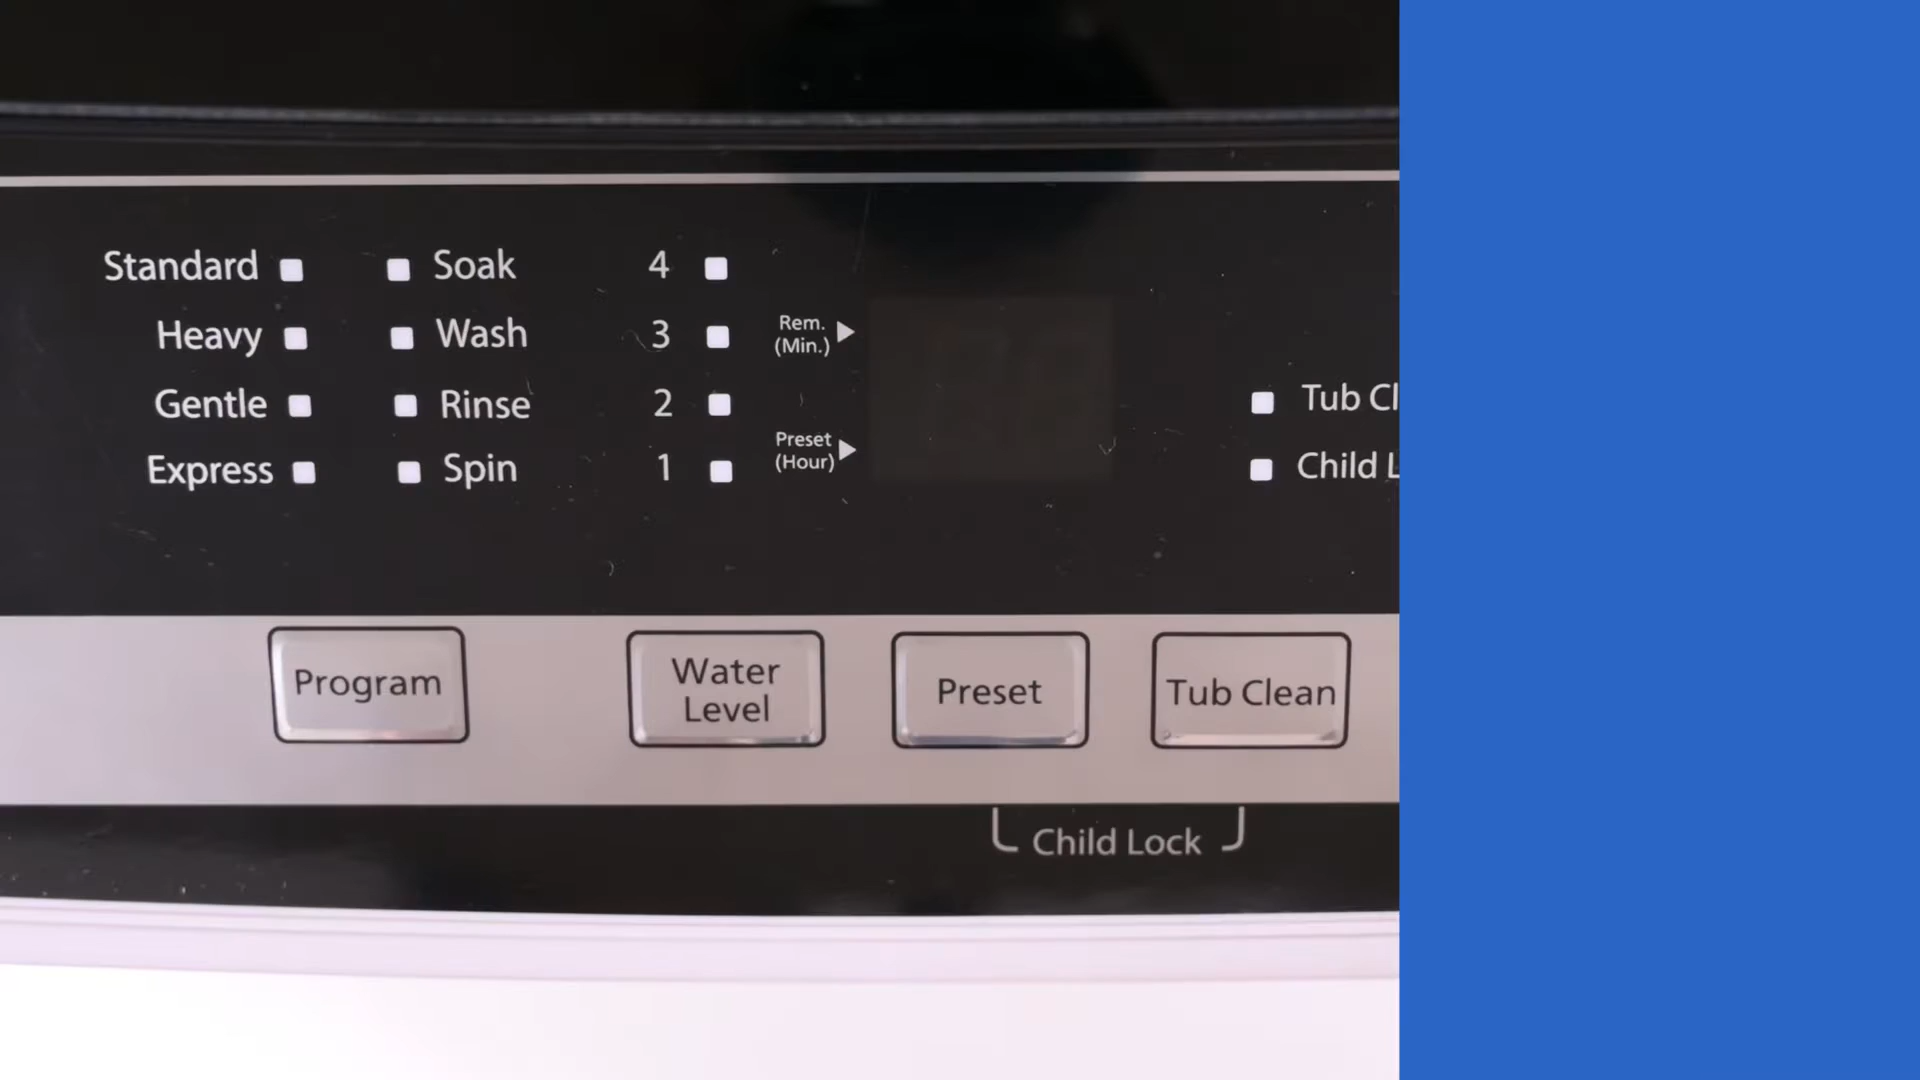 Standard Soak 4
Heavy Wash 3 Rem.
(Min.)
Gentle Rinse 2 Tub Cl
Express Spin 1 Preset
(Hour) Child L
Program Water
Level Preset Tub Clean
Child Lock